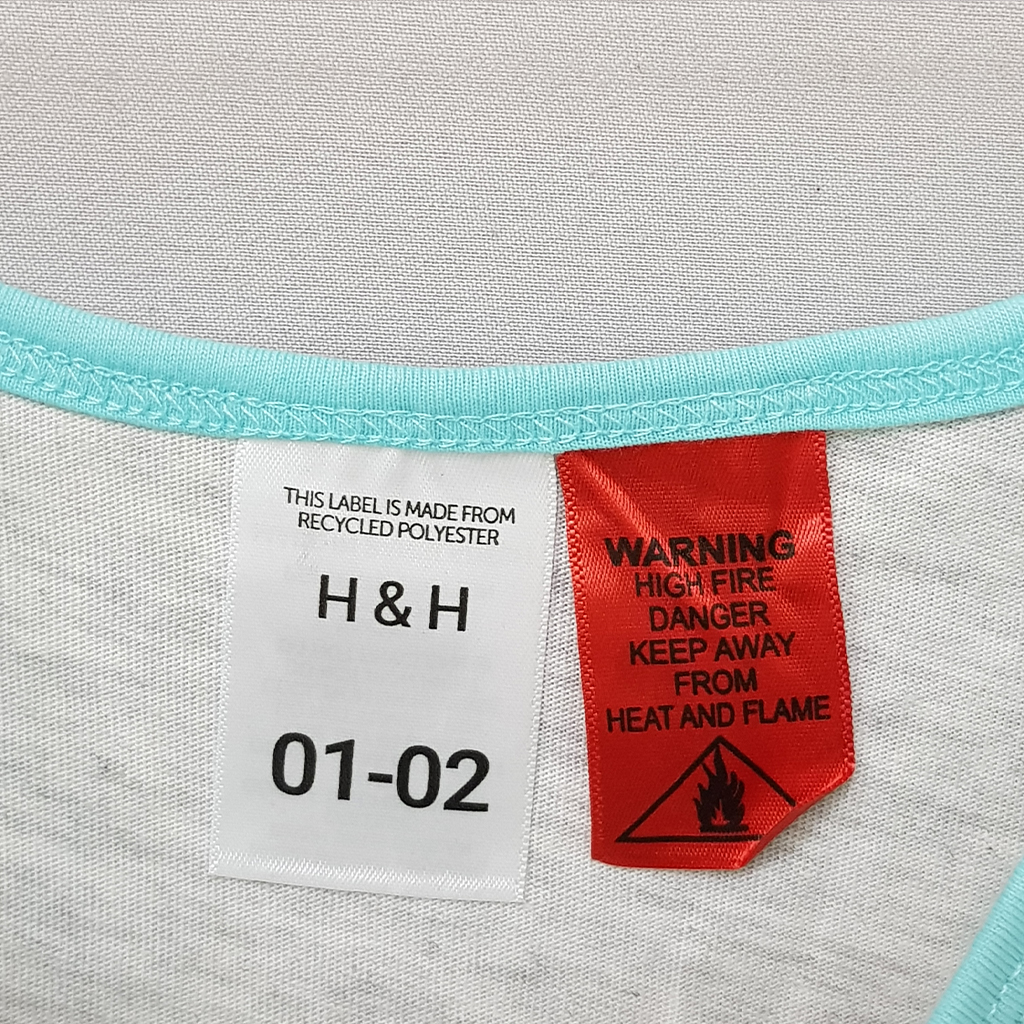 THIS LABEL IS MADE FROM
RECYCLED POLYESTER
H & H
01-02
WARNING
HIGH FIRE
DANGER
KEEP AWAY
FROM
HEAT AND FLAME